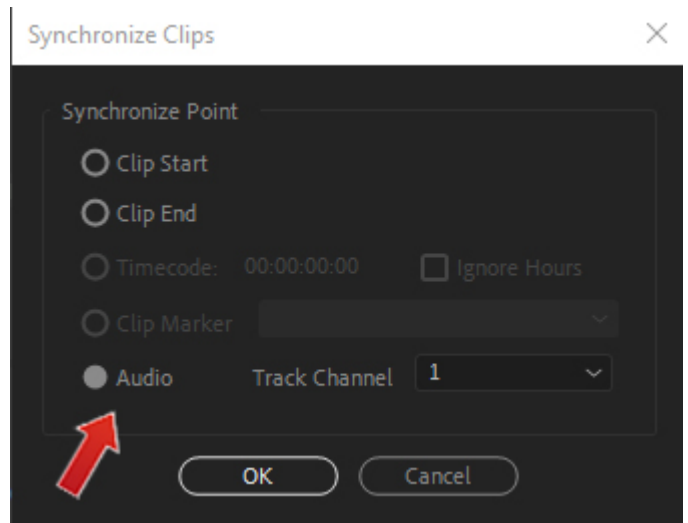 Synchronize Clips
Synchronize Point
Clip Start
Clip End
Timecode: 00:00:00:00 Ignore Hours
Clip Marker
Audio Track Channel 1
OK Cancel